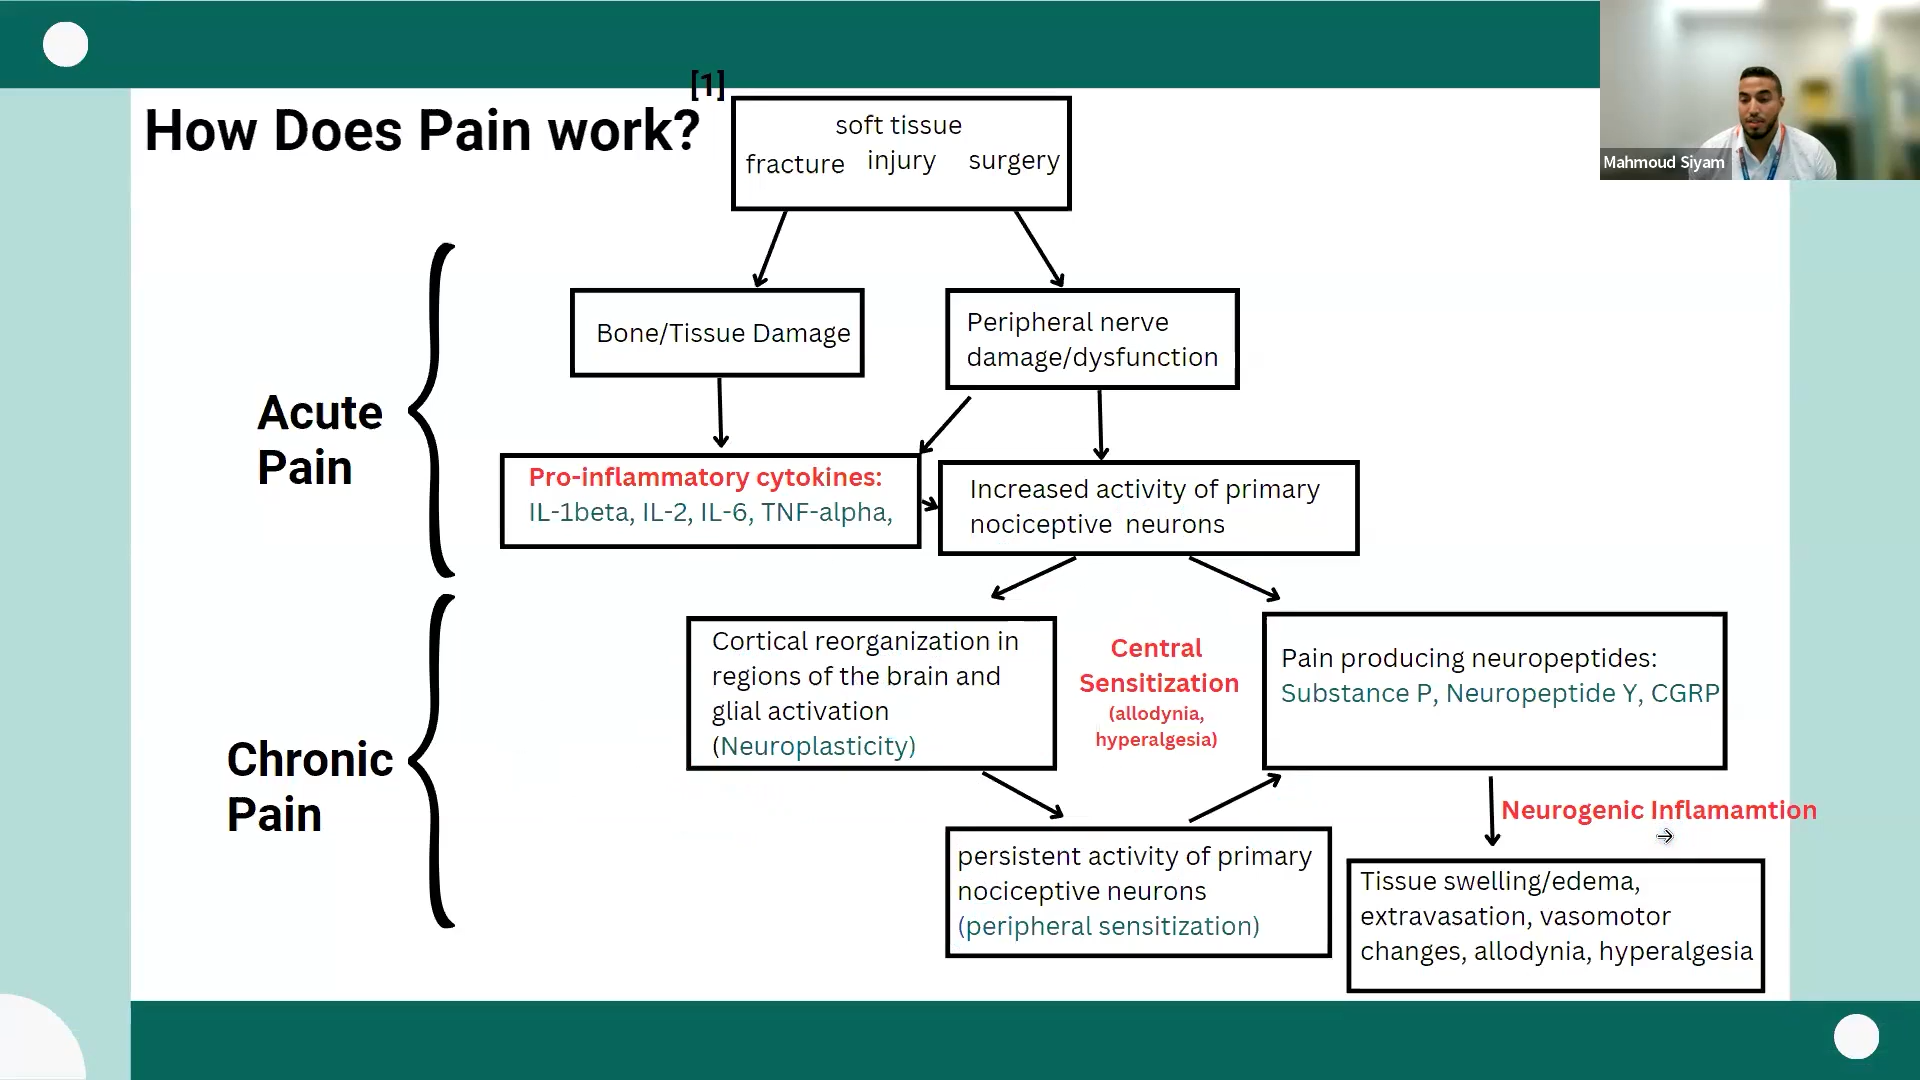 [1]
How Does Pain work?
soft tissue
fracture injury surgery
Mahmoud Siyam
Bone/Tissue Damage
Peripheral nerve
damage/dysfunction
Acute
Pain
Pro-inflammatory cytokines:
IL-1beta, IL-2, IL-6, TNF-alpha,
Increased activity of primary
nociceptive neurons
Chronic
Pain
Cortical reorganization in
regions of the brain and
glial activation
(Neuroplasticity)
Central
Sensitization
(allodynia,
hyperalgesia)
Pain producing neuropeptides:
Substance P, Neuropeptide Y, CGRP
Neurogenic Inflamamtion
persistent activity of primary
nociceptive neurons
(peripheral sensitization)
Tissue swelling/edema,
extravasation, vasomotor
changes, allodynia, hyperalgesia